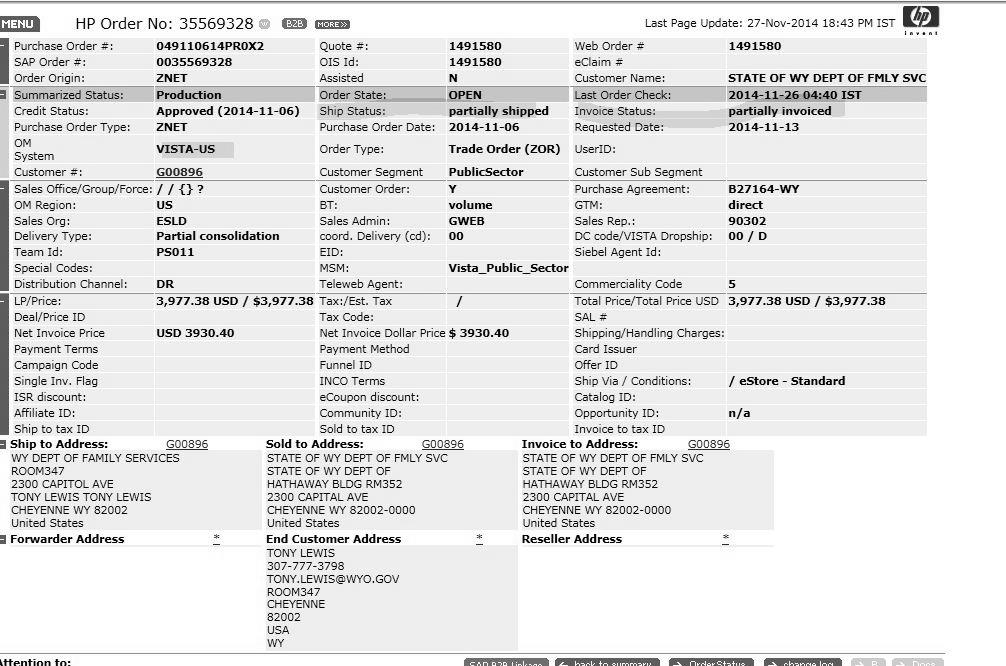 MENU HP Order No: 35569328 B2B MORE>> Last Page Update: 27-Nov-2014 18:43 PM IST hp
invent
Purchase Order #: 049110614PR0X2 Quote #: 1491580 Web Order # 1491580
SAP Order #: 0035569328 OIS Id: 1491580 eClaim #
Order Origin: ZNET Assisted N Customer Name: STATE OF WY DEPT OF FMLY SVC
Summarized Status: Production Order State: OPEN Last Order Check: 2014-11-26 04:40 IST
Credit Status: Approved (2014-11-06) Ship Status: partially shipped Invoice Status: partially invoiced
Purchase Order Type: ZNET Purchase Order Date: 2014-11-06 Requested Date: 2014-11-13
OM
System VISTA-US Order Type: Trade Order (ZOR) UserID:
Customer #: G00896 Customer Segment PublicSector Customer Sub Segment
Sales Office/Group/Force: / / {} ? Customer Order: Y Purchase Agreement: B27164-WY
OM Region: US BT: volume GTM: direct
Sales Org: ESLD Sales Admin: GWEB Sales Rep.: 90302
Delivery Type: Partial consolidation coord. Delivery (cd): 00 DC code/VISTA Dropship: 00 / D
Team Id: PS011 EID: Siebel Agent Id:
Special Codes: MSM: Vista_Public_Sector
Distribution Channel: DR Teleweb Agent: Commerciality Code 5
LP/Price: 3,977.38 USD / $3,977.38 Tax:/Est. Tax / Total Price/Total Price USD 3,977.38 USD / $3,977.38
Deal/Price ID Tax Code: SAL #
Net Invoice Price USD 3930.40 Net Invoice Dollar Price $ 3930.40 Shipping/Handling Charges:
Payment Terms Payment Method Card Issuer
Campaign Code Funnel ID Offer ID
Single Inv. Flag INCO Terms Ship Via / Conditions: / eStore - Standard
ISR discount: eCoupon discount: Catalog ID:
Affiliate ID: Community ID: Opportunity ID: n/a
Ship to tax ID Sold to tax ID Invoice to tax ID
Ship to Address: G00896 Sold to Address: G00896 Invoice to Address: G00896
WY DEPT OF FAMILY SERVICES STATE OF WY DEPT OF FMLY SVC STATE OF WY DEPT OF FMLY SVC
ROOM347 STATE OF WY DEPT OF STATE OF WY DEPT OF
2300 CAPITOL AVE HATHAWAY BLDG RM352 HATHAWAY BLDG RM352
TONY LEWIS TONY LEWIS 2300 CAPITAL AVE 2300 CAPITAL AVE
CHEYENNE WY 82002 CHEYENNE WY 82002-0000 CHEYENNE WY 82002-0000
United States United States United States
Forwarder Address * End Customer Address * Reseller Address *
TONY LEWIS
307-777-3798
TONY.LEWIS@WYO.GOV
ROOM347
CHEYENNE
82002
USA
WY
Attention to: SAP B2B Linkage back to summary OrderStatus change log B Docs